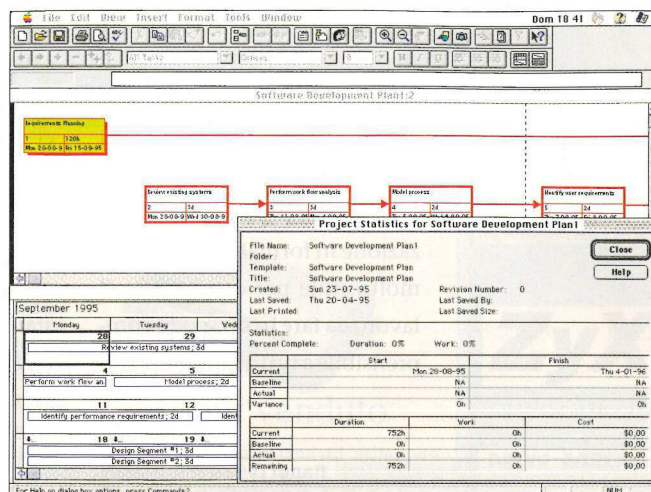 File Edit View Insert Format Tools Window
Dom 18 41
All Tasks
Geneva
Software Development Plan1:2
Requirements Planning
1 120h
Mon 28-08-9 Fri 15-09-95
Review existing systems
2 3d
Mon 28-08-9 Wed 30-08-9
Perform work flow analysis
3 3d
Model process
4 3d
Identify user requirements
5 2d
Project Statistics for Software Development Plan1
File Name: Software Development Plan1
Folder:
Template: Software Development Plan
Title: Software Development Plan
Created: Sun 23-07-95 Revision Number: 0
Last Saved: Thu 20-04-95 Last Saved By:
Last Printed: Last Saved Size:
Close
Help
Statistics:
Percent Complete: Duration: 0% Work: 0%
Start Finish
Current Mon 28-08-95 Thu 4-01-96
Baseline NA NA
Actual NA NA
Variance 0h 0h
Duration Work Cost
Current 752h 0h $0,00
Baseline 0h 0h $0,00
Actual 0h 0h $0,00
Remaining 752h 0h $0,00
September 1995
Monday Tuesday Wed
28 29
Review existing systems; 3d
4 5
Perform work flow an Model process; 2d
11 12
Identify performance requirements; 2d Ident
18 19
Design Segment #1; 3d
Design Segment #2; 3d
For Help on dialog box options, press Command+?
NUM